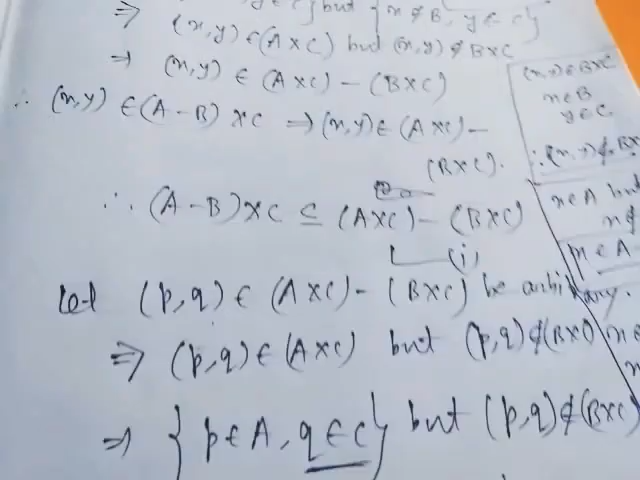 ⇒ {x ∉ B, y ∈ C}
⇒ (x,y) ∈ (A×C) but (x,y) ∉ B×C
⇒ (x,y) ∈ (A×C) – (B×C)
∴ (x,y) ∈ (A–B)×C ⇒ (x,y) ∈ (A×C) –
(B×C).
∴ (A–B)×C ⊆ (A×C) – (B×C)
(i)
Let (p,q) ∈ (A×C) – (B×C) be arbitrary.
⇒ (p,q) ∈ (A×C) but (p,q) ∉ (B×C)
⇒ {p ∈ A, q ∈ C} but (p,q) ∉ (B×C)
(x,y) ∈ B×C
x ∈ B
y ∈ C
x ∈ A but
x ∈ A